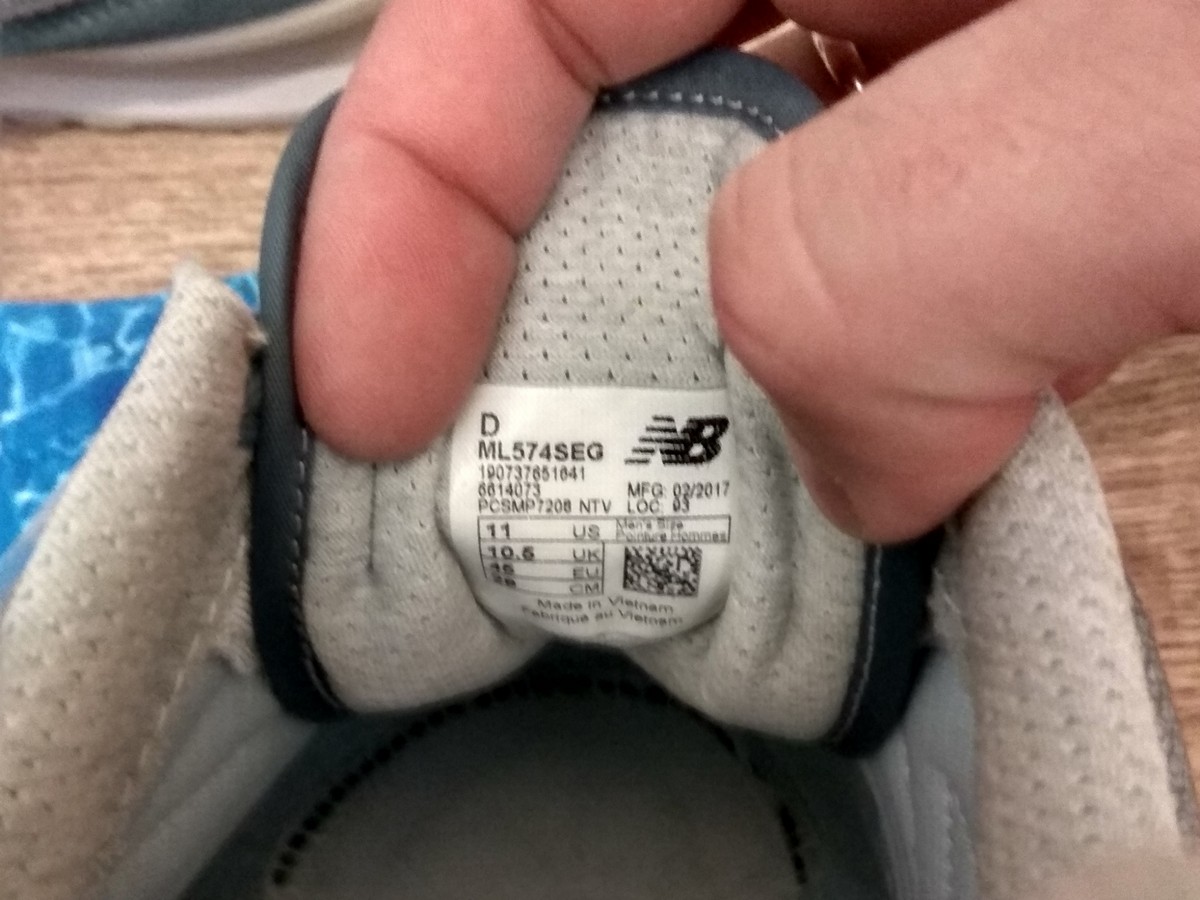 D
NB
ML574SEG
190737651641
6614073 MFG: 02/2017
PCSMP7208 NTV LOC: 93
11 US Men's Size
Pointure Hommes
10.5 UK
45 EU
29 CM
Made in Vietnam
Fabriqué au Vietnam